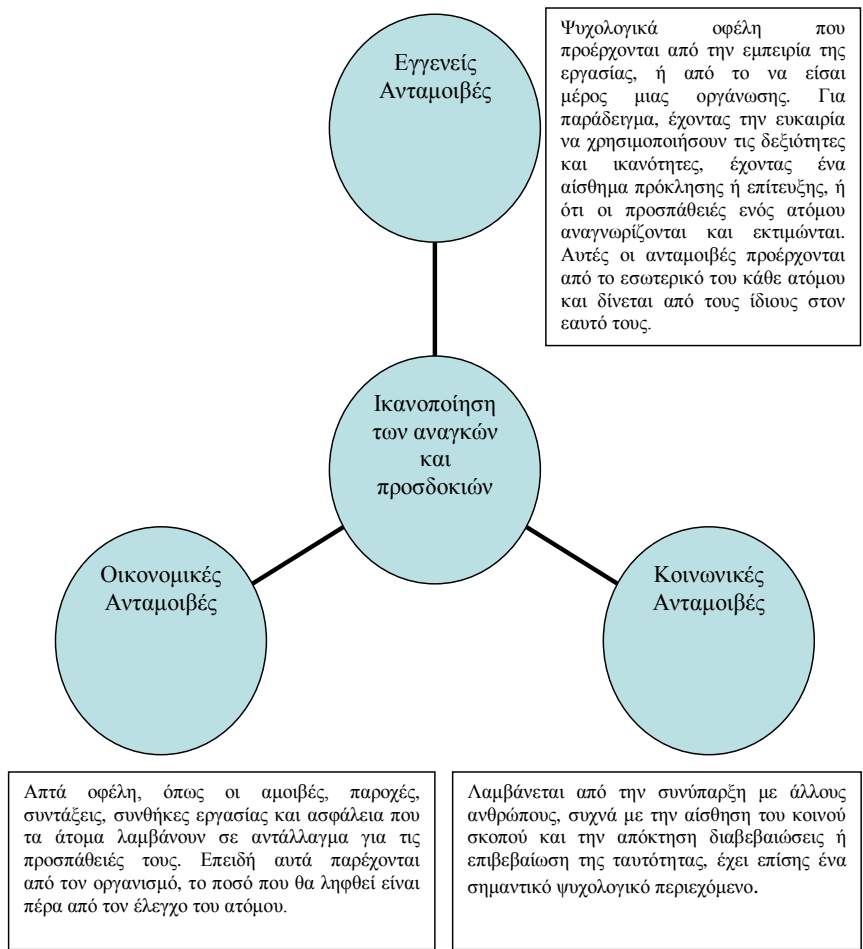 Εγγενείς
Ανταμοιβές
Ψυχολογικά οφέλη που
προέρχονται από την εμπειρία της
εργασίας, ή από το να είσαι
μέρος μιας οργάνωσης. Για
παράδειγμα, έχοντας την ευκαιρία
να χρησιμοποιήσουν τις δεξιότητες
και ικανότητες, έχοντας ένα
αίσθημα πρόκλησης ή επίτευξης, ή
ότι οι προσπάθειές ενός ατόμου
αναγνωρίζονται και εκτιμώνται.
Αυτές οι ανταμοιβές προέρχονται
από το εσωτερικό του κάθε ατόμου
και δίνεται από τους ίδιους στον
εαυτό τους.
Ικανοποίηση
των αναγκών
και
προσδοκιών
Οικονομικές
Ανταμοιβές
Κοινωνικές
Ανταμοιβές
Απτά οφέλη, όπως οι αμοιβές, παροχές,
συντάξεις, συνθήκες εργασίας και ασφάλεια που
τα άτομα λαμβάνουν σε αντάλλαγμα για τις
προσπάθειές τους. Επειδή αυτά παρέχονται
από τον οργανισμό, το ποσό που θα ληφθεί είναι
πέρα από τον έλεγχο του ατόμου.
Λαμβάνεται από την συνύπαρξη με άλλους
ανθρώπους, συχνά με την αίσθηση του κοινού
σκοπού και την απόκτηση διαβεβαιώσεις ή
επιβεβαίωση της ταυτότητας, έχει επίσης ένα
σημαντικό ψυχολογικό περιεχόμενο.